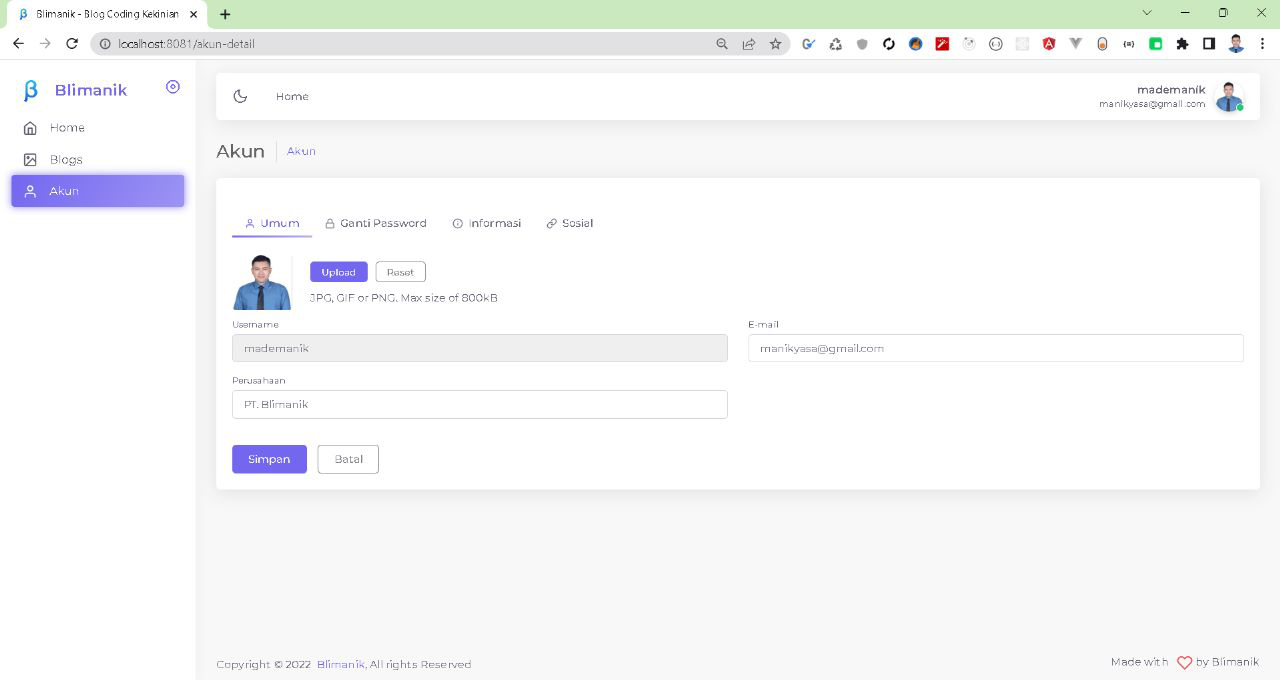 Blimanik - Blog Coding Kekinian
localhost:8081/akun-detail
Blimanik
Home
Blogs
Akun
Home
mademanik
manikyasa@gmail.com
Akun
Akun
Umum
Ganti Password
Informasi
Sosial
Upload
Reset
JPG, GIF or PNG. Max size of 800kB
Username
E-mail
mademanik
manikyasa@gmail.com
Perusahaan
PT. Blimanik
Simpan
Batal
Copyright © 2022 Blimanik, All rights Reserved
Made with by Blimanik